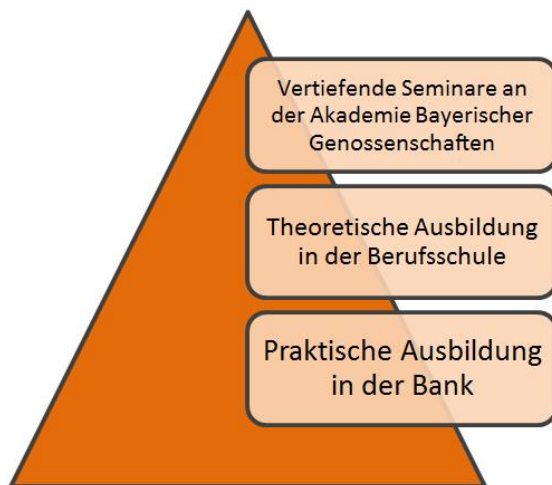 Vertiefende Seminare an
der Akademie Bayerischer
Genossenschaften
Theoretische Ausbildung
in der Berufsschule
Praktische Ausbildung
in der Bank